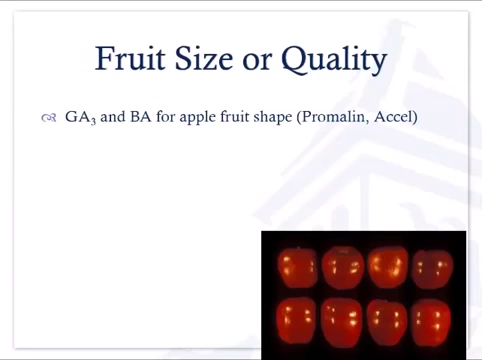 Fruit Size or Quality
GA₃ and BA for apple fruit shape (Promalin, Accel)